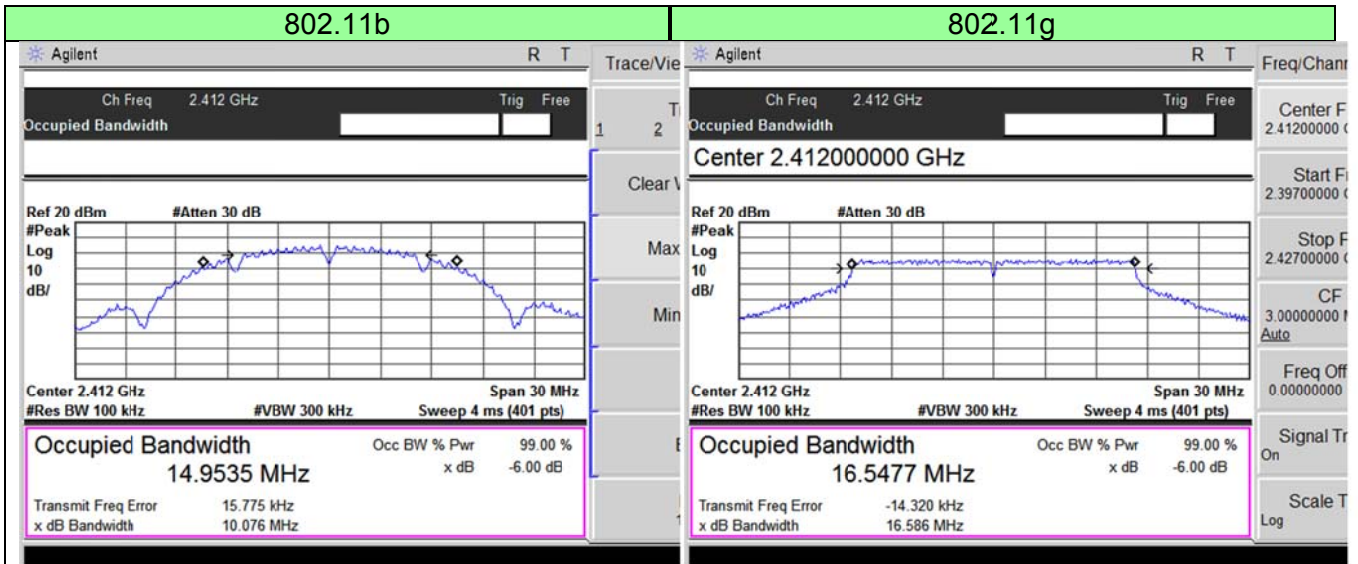 802.11b
Agilent
R T
Trace/Vie
Ch Freq 2.412 GHz
Trig Free
Occupied Bandwidth
1 2
Clear
Ref 20 dBm #Atten 30 dB
#Peak
Log
10
dB/
Max
Min
Center 2.412 GHz
Span 30 MHz
#Res BW 100 kHz #VBW 300 kHz Sweep 4 ms (401 pts)
Occupied Bandwidth
14.9535 MHz
Occ BW % Pwr 99.00 %
x dB -6.00 dB
Transmit Freq Error 15.775 kHz
x dB Bandwidth 10.076 MHz
802.11g
Agilent
R T
Freq/Chann
Ch Freq 2.412 GHz
Trig Free
Occupied Bandwidth
Center 2.412000000 GHz
Center F
2.41200000
Start F
2.39700000
Stop F
2.42700000
CF
3.00000000
Auto
Freq Off
0.00000000
Signal Tr
On
Scale T
Log
Ref 20 dBm #Atten 30 dB
#Peak
Log
10
dB/
Center 2.412 GHz
Span 30 MHz
#Res BW 100 kHz #VBW 300 kHz Sweep 4 ms (401 pts)
Occupied Bandwidth
16.5477 MHz
Occ BW % Pwr 99.00 %
x dB -6.00 dB
Transmit Freq Error -14.320 kHz
x dB Bandwidth 16.586 MHz